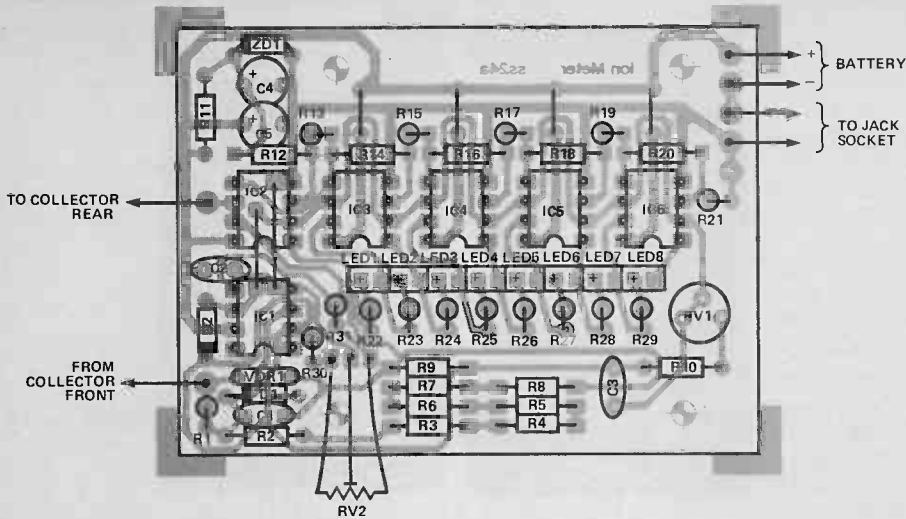 ZD1
C4
Ion Meter ss24a
+ BATTERY
−
TO JACK
SOCKET
R11
C5
R13
R15
R17
R19
R12
R14
R16
R18
R20
TO COLLECTOR
REAR
IC2
IC3
IC4
IC5
IC6
R21
LED1 LED2 LED3 LED4 LED5 LED6 LED7 LED8
IC1
RV1
R22
R23
R24
R25
R26
R27
R28
R29
R30
FROM
COLLECTOR
FRONT
R9
R7
R8
R6
R5
R3
R4
C3
R10
R2
RV2